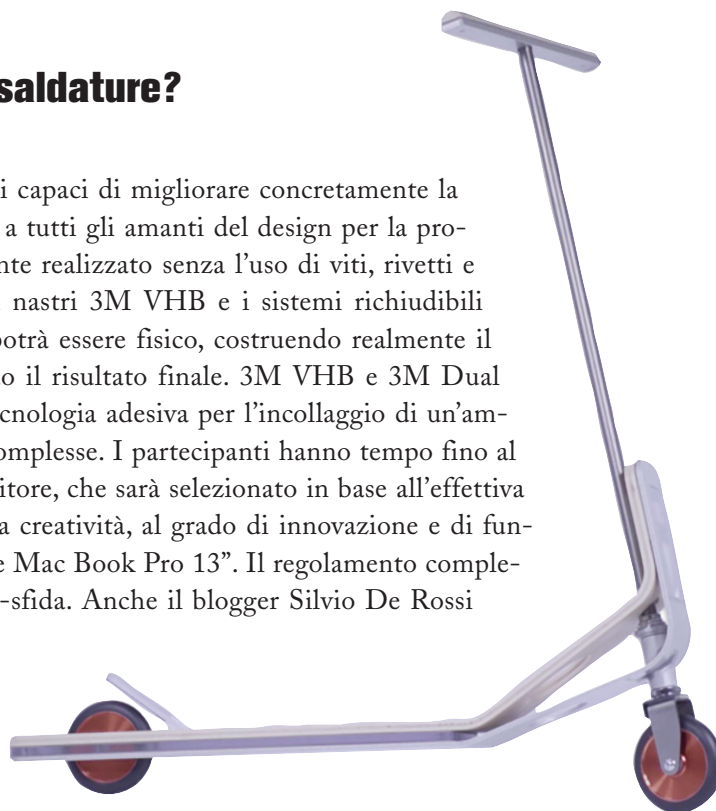 saldature?
i capaci di migliorare concretamente la
a tutti gli amanti del design per la pro-
nte realizzato senza l'uso di viti, rivetti e
nastri 3M VHB e i sistemi richiudibili
potrà essere fisico, costruendo realmente il
o il risultato finale. 3M VHB e 3M Dual
cnologia adesiva per l'incollaggio di un'am-
omplesse. I partecipanti hanno tempo fino al
itore, che sarà selezionato in base all'effettiva
a creatività, al grado di innovazione e di fun-
e Mac Book Pro 13”. Il regolamento comple-
-sfida. Anche il blogger Silvio De Rossi